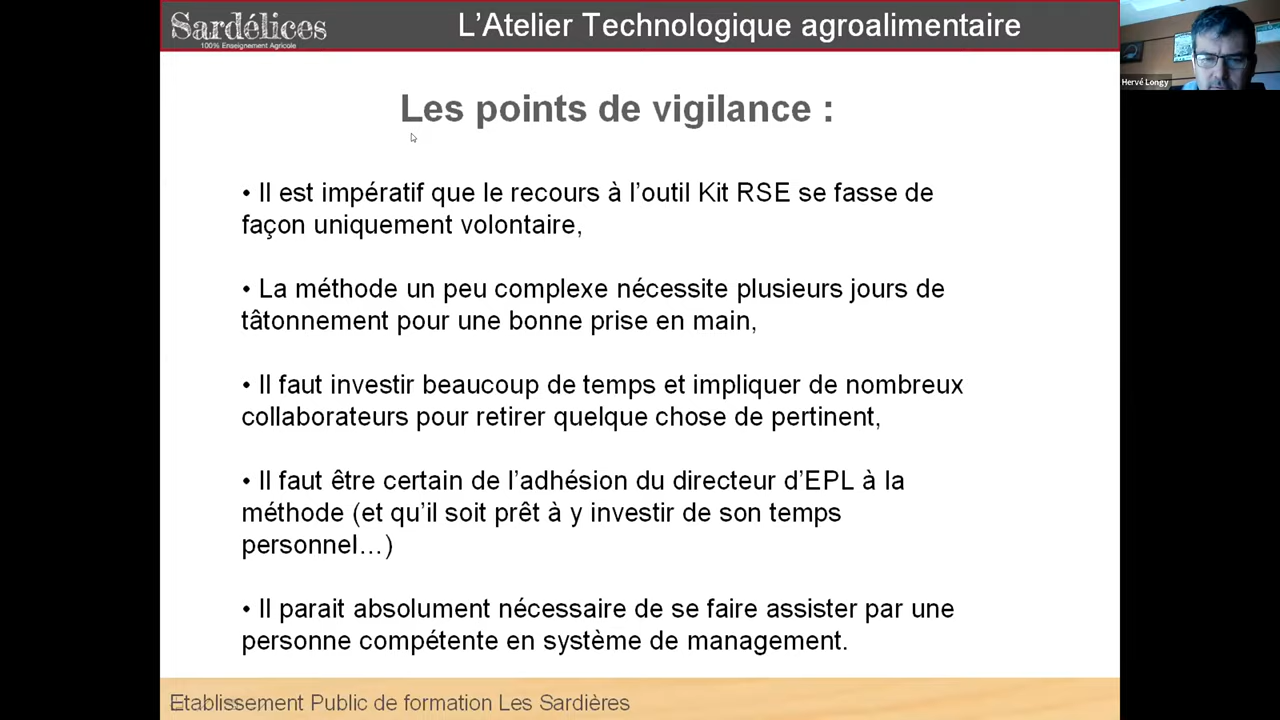 Sardélices
100% Enseignement Agricole
L’Atelier Technologique agroalimentaire
Hervé Longy
Les points de vigilance :
• Il est impératif que le recours à l’outil Kit RSE se fasse de
façon uniquement volontaire,
• La méthode un peu complexe nécessite plusieurs jours de
tâtonnement pour une bonne prise en main,
• Il faut investir beaucoup de temps et impliquer de nombreux
collaborateurs pour retirer quelque chose de pertinent,
• Il faut être certain de l’adhésion du directeur d’EPL à la
méthode (et qu’il soit prêt à y investir de son temps
personnel…)
• Il parait absolument nécessaire de se faire assister par une
personne compétente en système de management.
Etablissement Public de formation Les Sardières